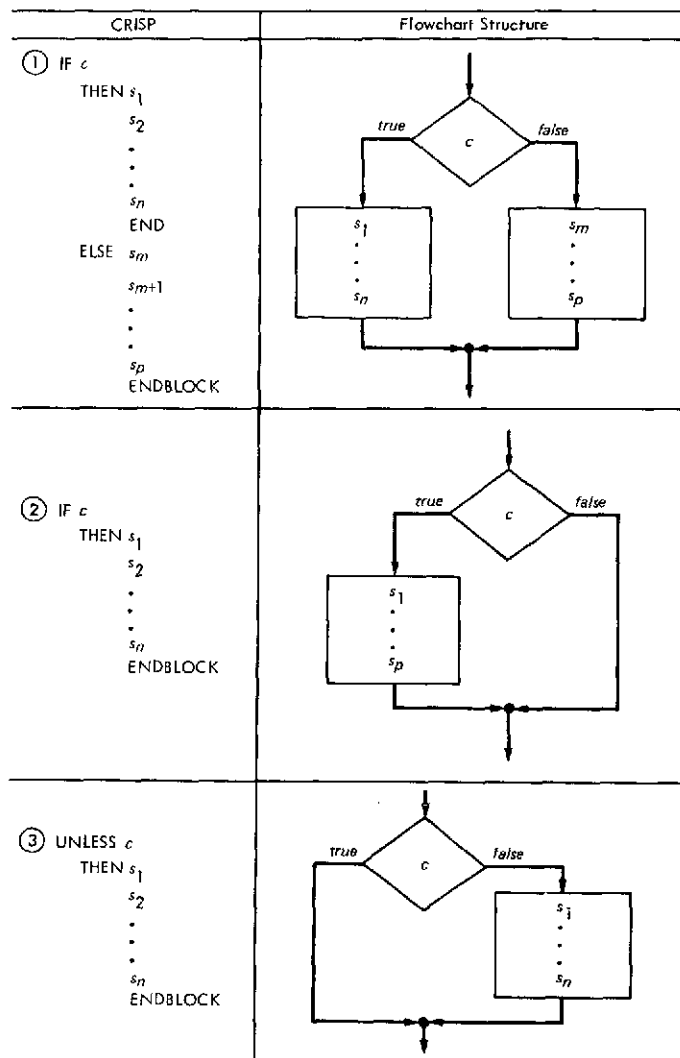 CRISP
Flowchart Structure
① IF c
THEN s1
s2
.
.
.
sn
END
ELSE sm
sm+1
.
.
.
sp
ENDBLOCK
true
false
c
s1
.
.
.
sn
sm
.
.
.
sp
② IF c
THEN s1
s2
.
.
.
sn
ENDBLOCK
true
false
c
s1
.
.
.
sp
③ UNLESS c
THEN s1
s2
.
.
.
sn
ENDBLOCK
true
false
c
s1
.
.
.
sn